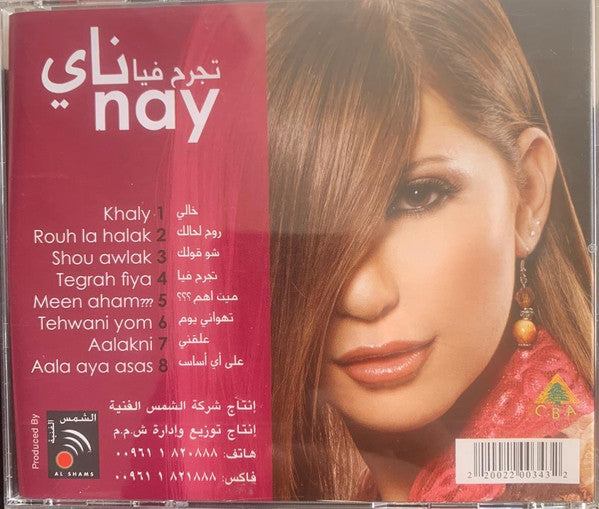 ناي
تجرح فيا
nay
Khaly 1 خالي
Rouh la halak 2 روح لحالك
Shou awlak 3 شو قولك
Tegrah fiya 4 تجرح فيا
Meen aham??? 5 مين اهم ؟؟؟
Tehwani yom 6 تهواني يوم
Aalakni 7 علقني
Aala aya asas 8 على أي أساس
إنتاج شركة الشمس الفنية
إنتاج توزيع وإدارة ش.م.م
هاتف: ٠٠٩٦١ ١ ٨٢٠٨٨٨
فاكس: ٠٠٩٦١ ١ ٨٢١٨٨٨
Produced By
الشمس
الفنية
AL SHAMS
CBA
2 20022 00343 2